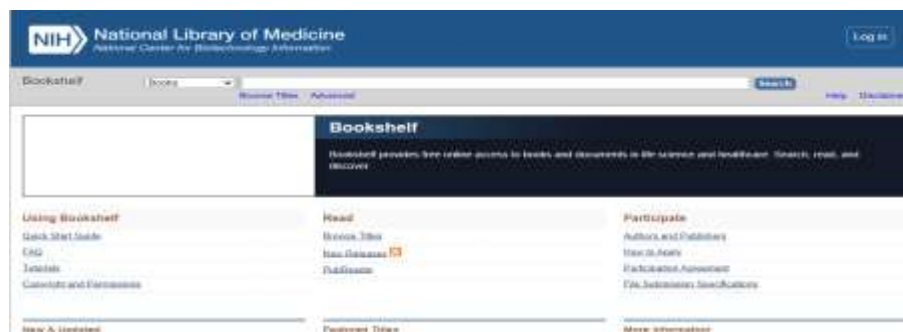 NIH National Library of Medicine
National Center for Biotechnology Information
Log in
Bookshelf
Books
Search
Browse Titles Advanced
Help Disclaimer
Bookshelf
Bookshelf provides free online access to books and documents in life science and healthcare. Search, read, and
discover.
Using Bookshelf
Quick Start Guide
FAQ
Tutorials
Copyright and Permissions
Read
Browse Titles
New Releases
PubReader
Participate
Authors and Publishers
How to Apply
Participation Agreement
File Submission Specifications
New & Updated
Featured Titles
More Information